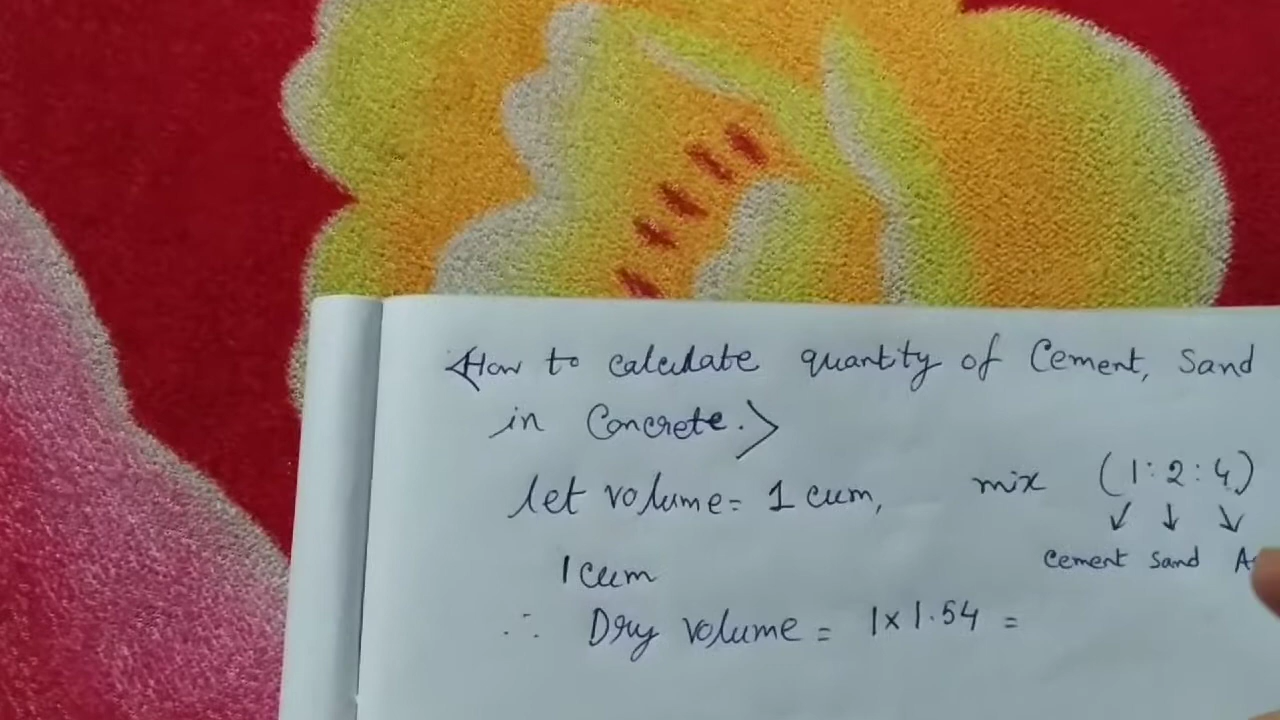 <How to calculate quantity of Cement, Sand
in Concrete.>
let volume = 1 cum, mix (1:2:4)
↙ ↓ ↘
Cement Sand
1 cum
∴ Dry volume = 1 x 1.54 =